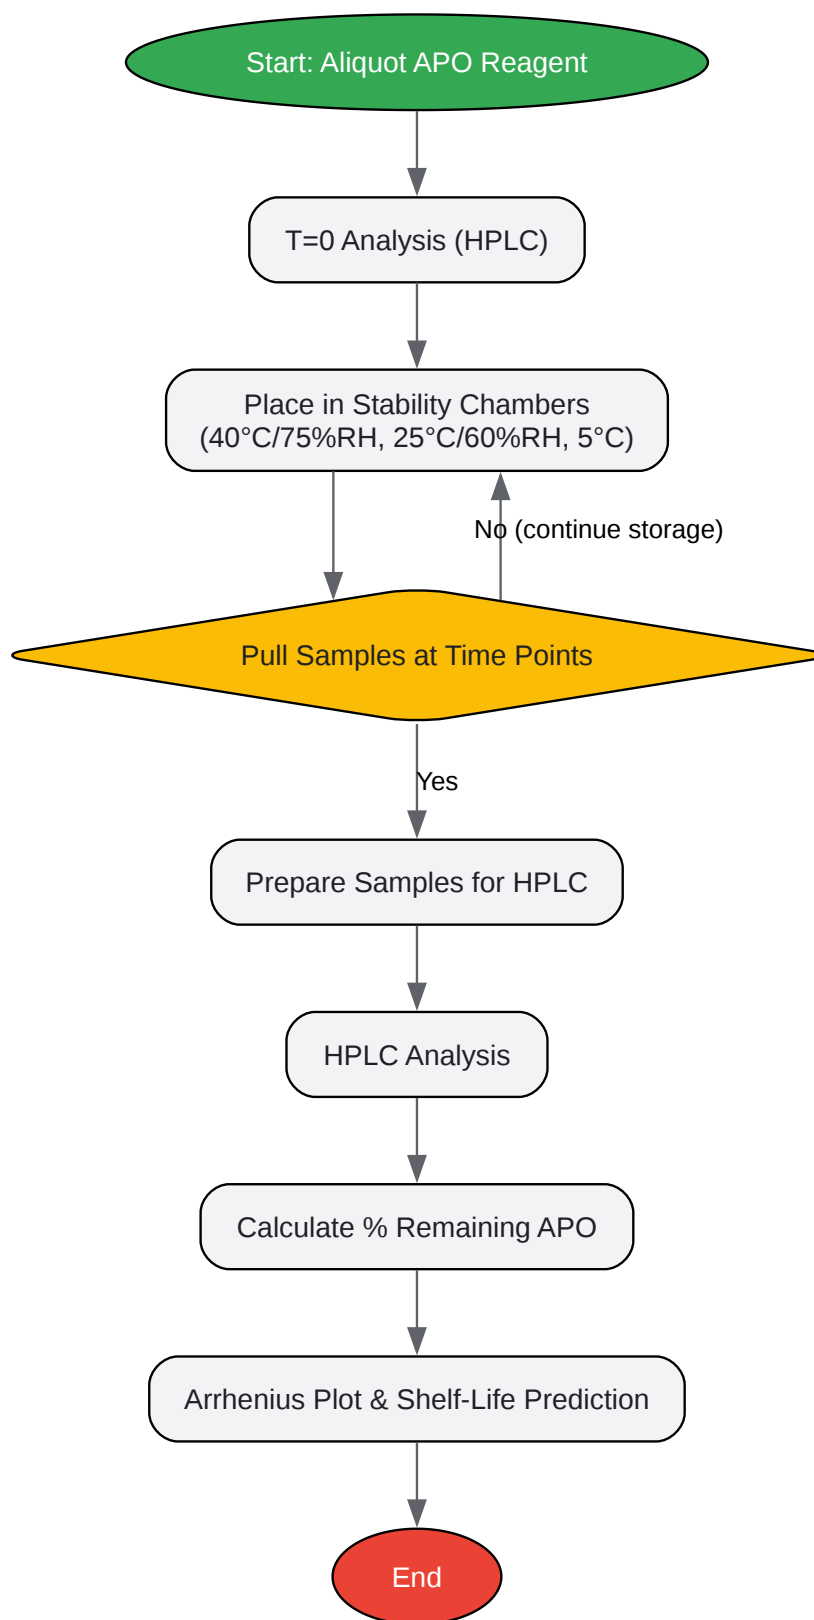 Start: Aliquot APO Reagent
T=0 Analysis (HPLC)
Place in Stability Chambers
(40°C/75%RH, 25°C/60%RH, 5°C)
No (continue storage)
Pull Samples at Time Points
Yes
Prepare Samples for HPLC
HPLC Analysis
Calculate % Remaining APO
Arrhenius Plot & Shelf-Life Prediction
End